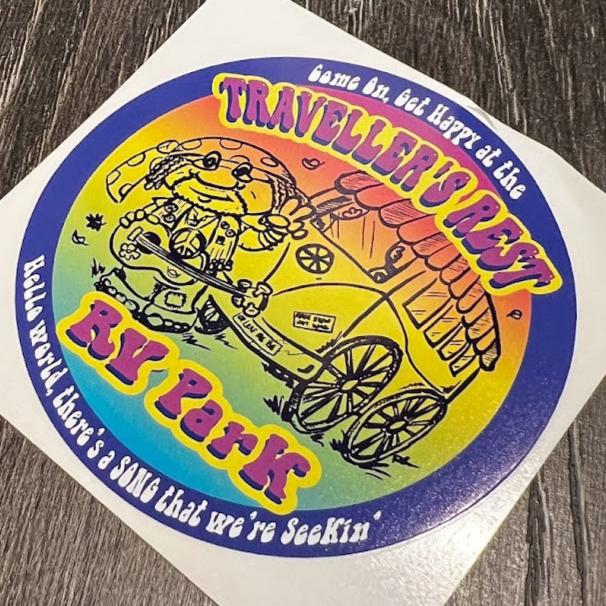 Come On, Get Happy at the
TRAVELLER'S REST
RV Park
Hello world, there's a SONG that we're SeeKin'